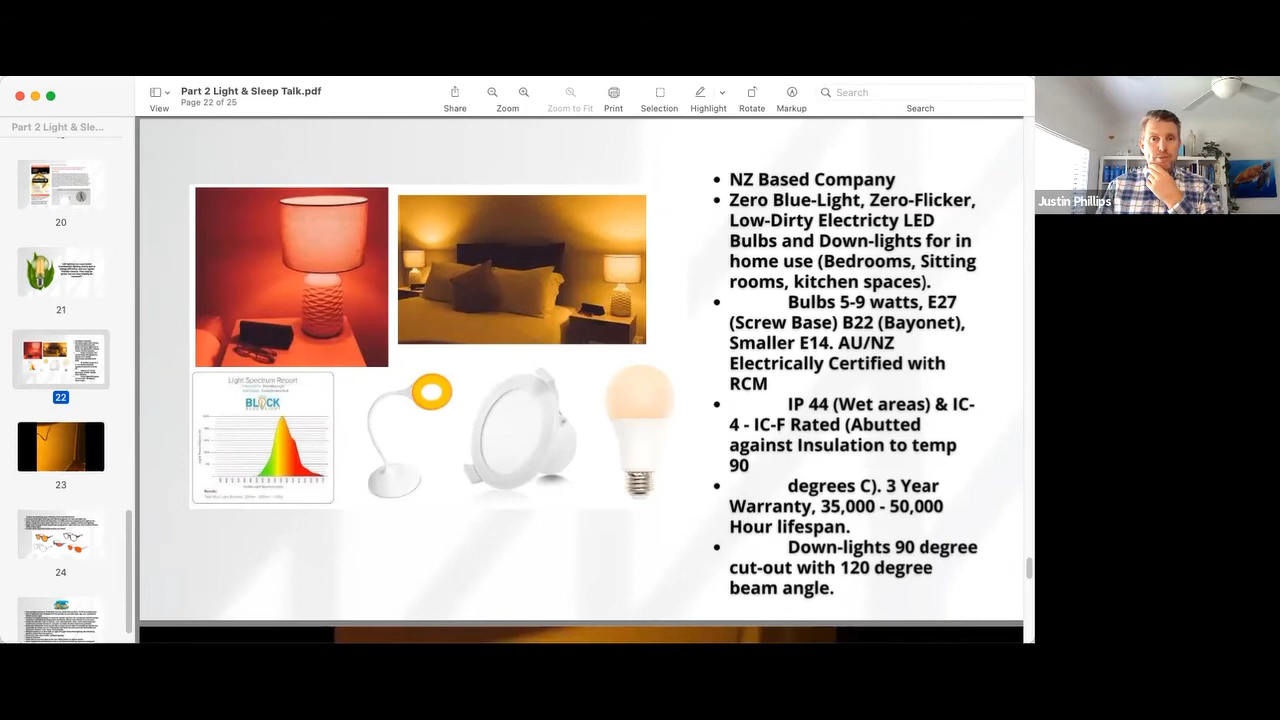 Part 2 Light & Sleep Talk.pdf
Page 22 of 25
View
Share
Zoom
Zoom to Fit
Print
Selection
Highlight
Rotate
Markup
Search
Search
Part 2 Light & Sle...
20
21
22
23
24
Light Spectrum Report
BLOCK
• NZ Based Company
• Zero Blue-Light, Zero-Flicker,
Low-Dirty Electricty LED
Bulbs and Down-lights for in
home use (Bedrooms, Sitting
rooms, kitchen spaces).
• Bulbs 5-9 watts, E27
(Screw Base) B22 (Bayonet),
Smaller E14. AU/NZ
Electrically Certified with
RCM
• IP 44 (Wet areas) & IC-
4 - IC-F Rated (Abutted
against Insulation to temp
90
• degrees C). 3 Year
Warranty, 35,000 - 50,000
Hour lifespan.
• Down-lights 90 degree
cut-out with 120 degree
beam angle.
Justin Phillips